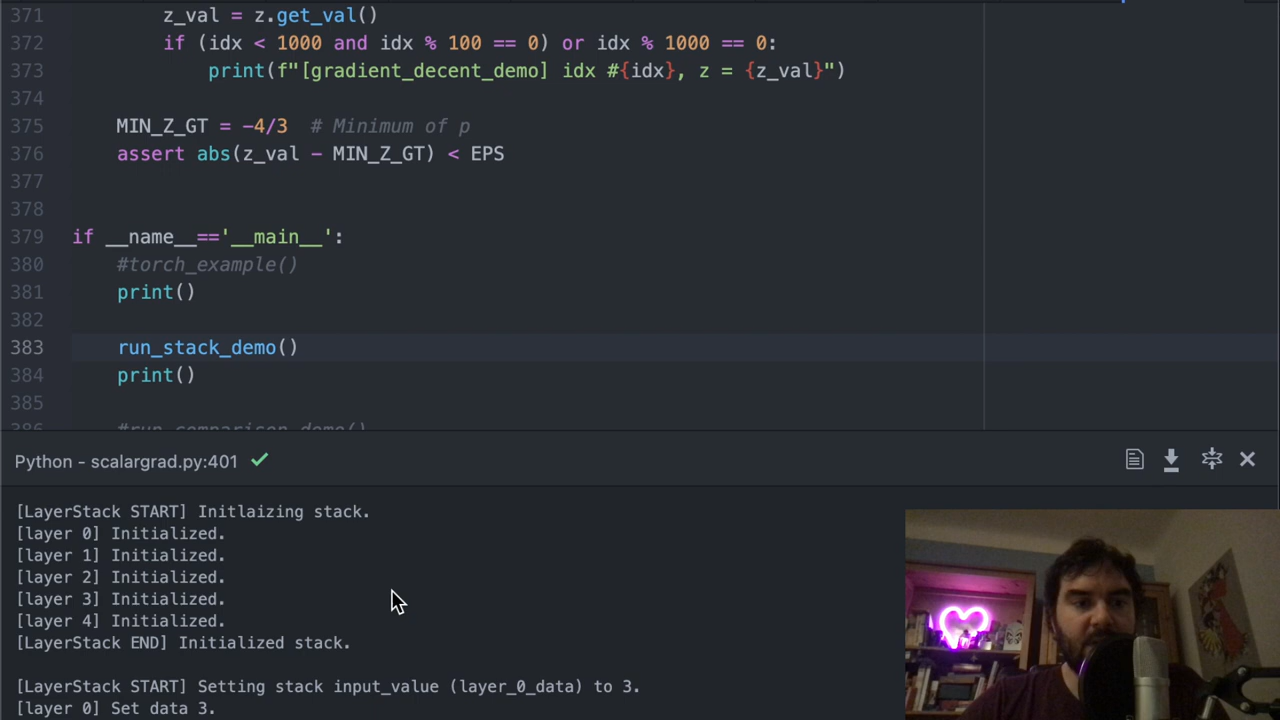 371 z_val = z.get_val()
372 if (idx < 1000 and idx % 100 == 0) or idx % 1000 == 0:
373 print(f"[gradient_decent_demo] idx #{idx}, z = {z_val}")
374
375 MIN_Z_GT = -4/3 # Minimum of p
376 assert abs(z_val - MIN_Z_GT) < EPS
377
378
379 if __name__=='__main__':
380 #torch_example()
381 print()
382
383 run_stack_demo()
384 print()
385
386 #run_comparison_demo()
Python - scalargrad.py:401
[LayerStack START] Initlaizing stack.
[layer 0] Initialized.
[layer 1] Initialized.
[layer 2] Initialized.
[layer 3] Initialized.
[layer 4] Initialized.
[LayerStack END] Initialized stack.
[LayerStack START] Setting stack input_value (layer_0_data) to 3.
[layer 0] Set data 3.